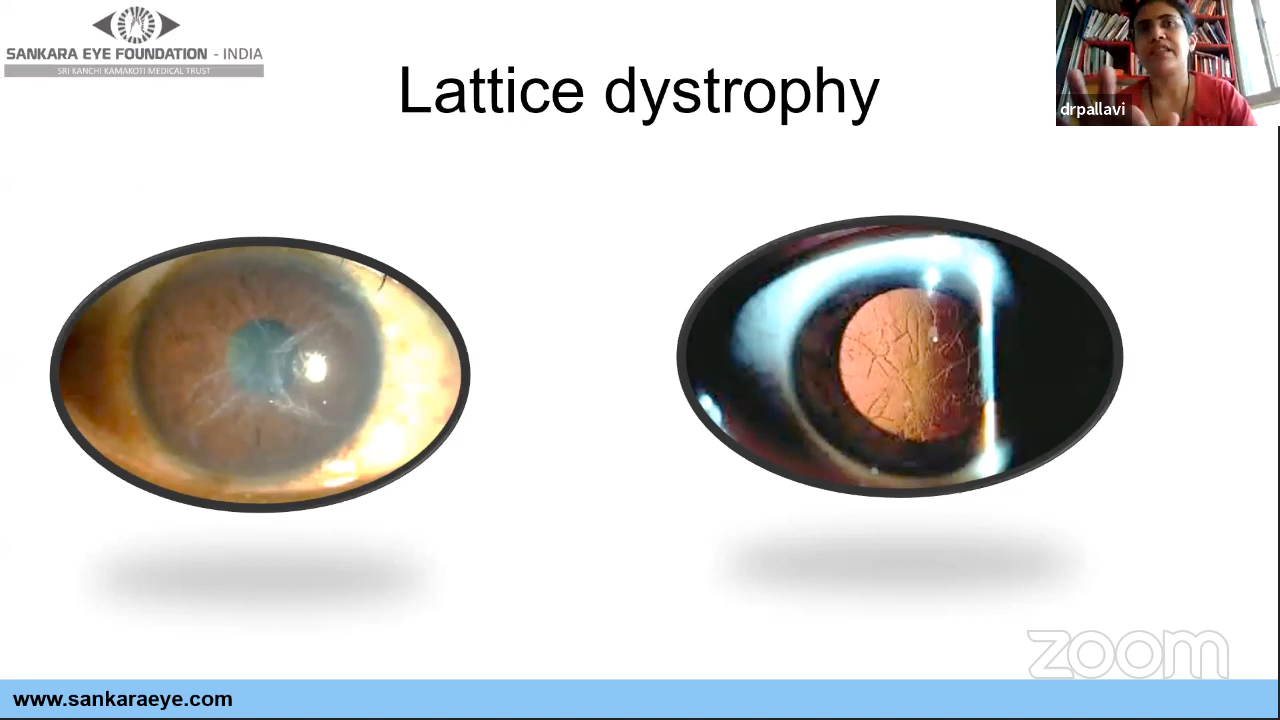 SANKARA EYE FOUNDATION - INDIA
SRI KANCHI KAMAKOTI MEDICAL TRUST
Lattice dystrophy
drpallavi
zoom
www.sankaraeye.com